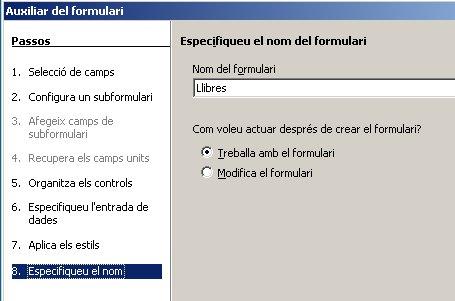 Auxiliar del formulari
Passos
1. Selecció de camps
2. Configura un subformulari
3. Afegeix camps de
subformulari
4. Recupera els camps units
5. Organitza els controls
6. Especifiqueu l'entrada de
dades
7. Aplica els estils
8. Especifiqueu el nom
Especifiqueu el nom del formulari
Nom del formulari
Llibres
Com voleu actuar després de crear el formulari?
Treballa amb el formulari
Modifica el formulari